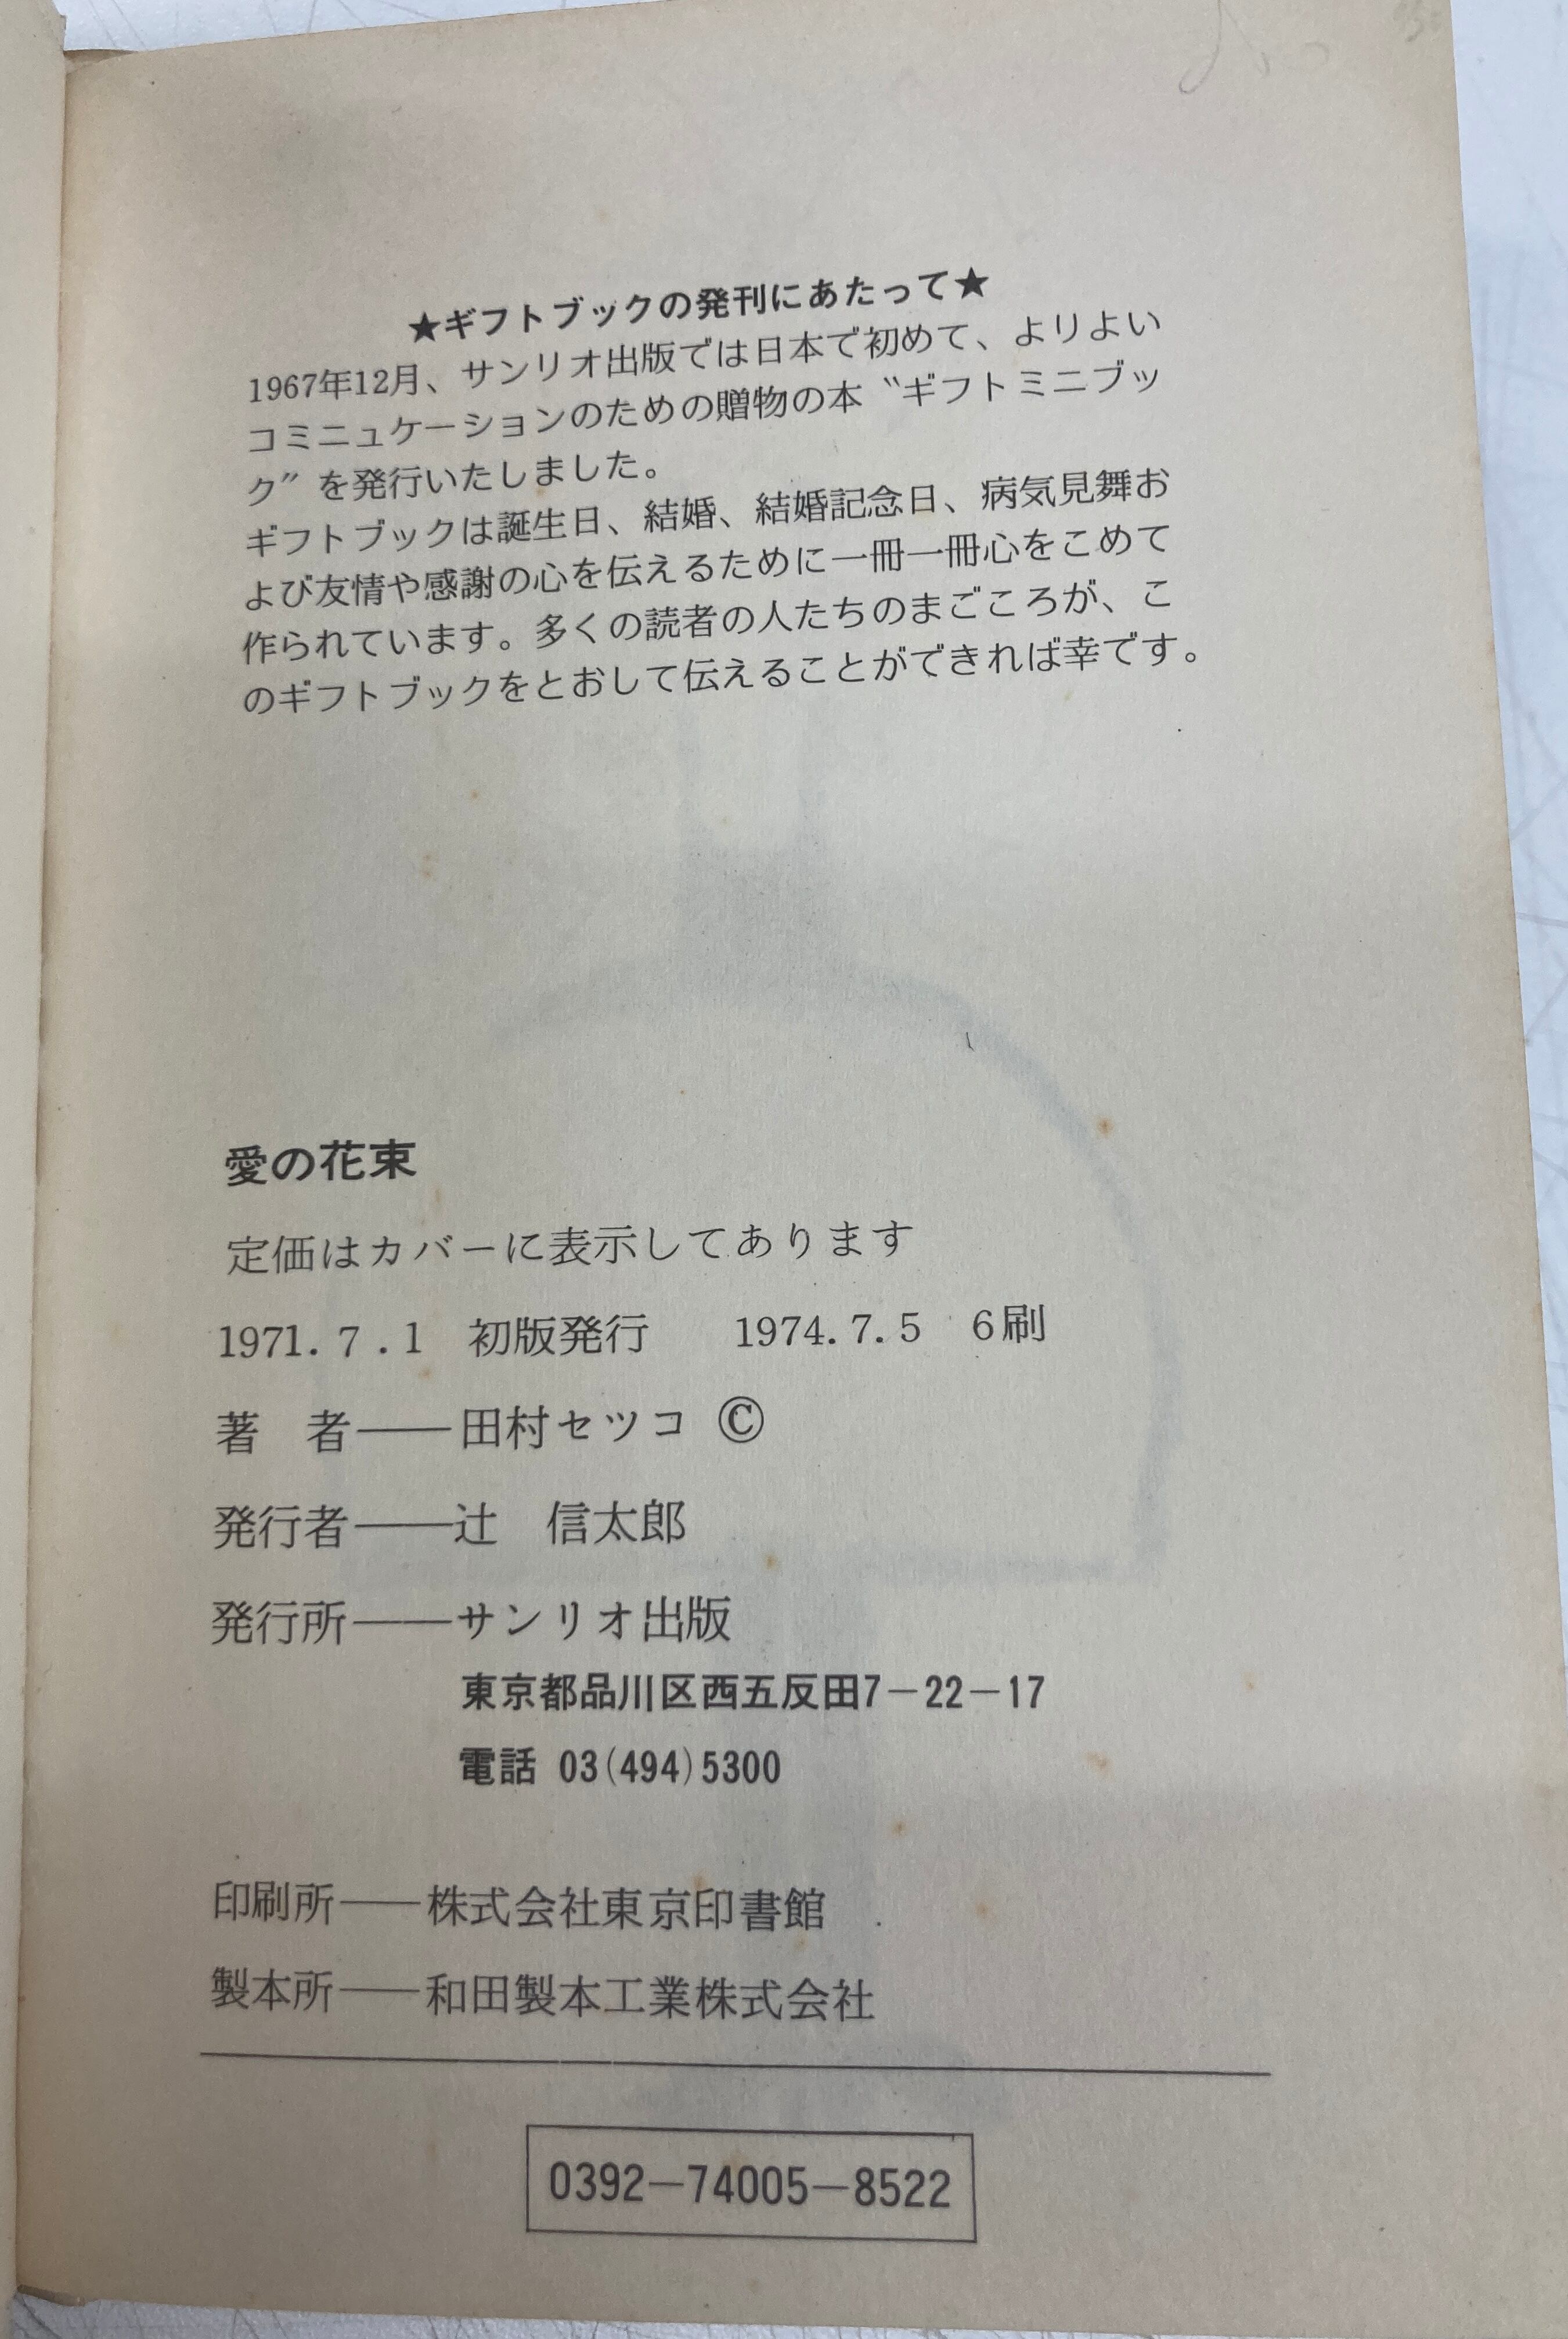 ★ギフトブックの発刊にあたって★
1967年12月、サンリオ出版では日本で初めて、よりよい
コミニュケーションのための贈物の本〝ギフトミニブッ
ク〞を発行いたしました。
ギフトブックは誕生日、結婚、結婚記念日、病気見舞お
よび友情や感謝の心を伝えるために一冊一冊心をこめて
作られています。多くの読者の人たちのまごころが、こ
のギフトブックをとおして伝えることができれば幸です。
愛の花束
定価はカバーに表示してあります
1971.7.1　初版発行　　1974.7.5　6刷
著　者――田村セツコ Ⓒ
発行者――辻　信太郎
発行所――サンリオ出版
東京都品川区西五反田7－22－17
電話 03(494)5300
印刷所――株式会社東京印書館
製本所――和田製本工業株式会社
0392－74005－8522